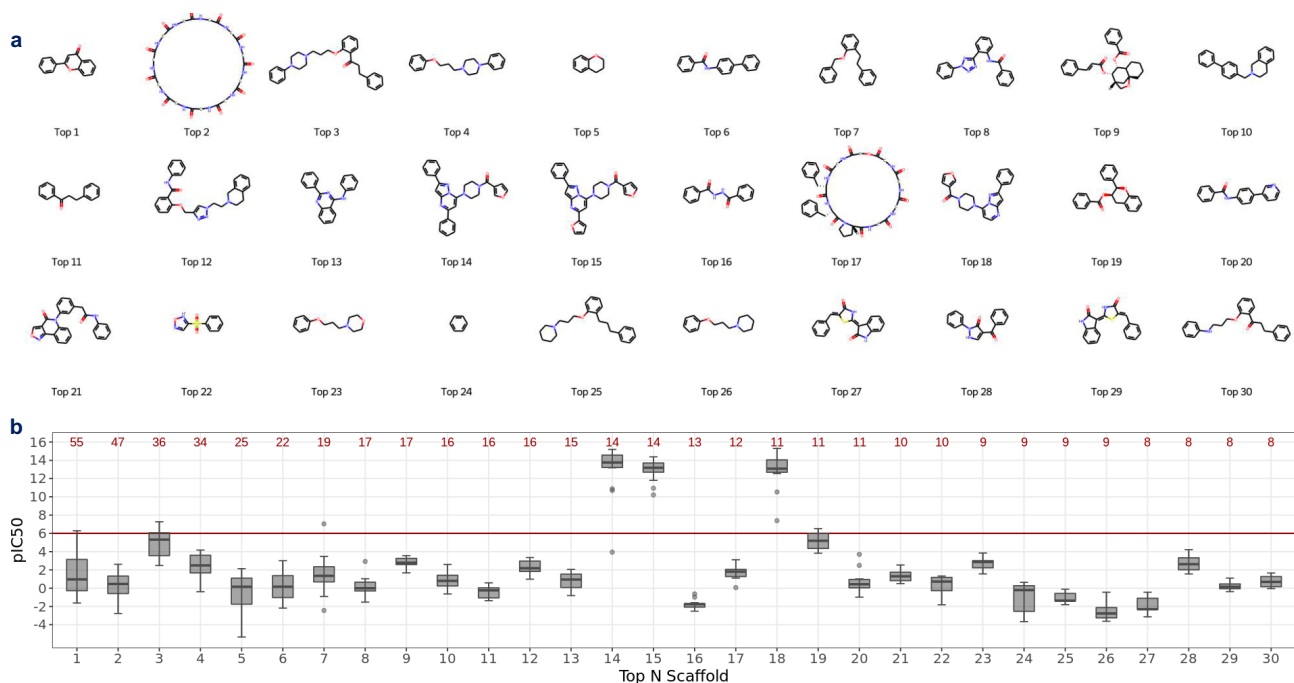 a
Top 1 Top 2 Top 3 Top 4 Top 5 Top 6 Top 7 Top 8 Top 9 Top 10
Top 11 Top 12 Top 13 Top 14 Top 15 Top 16 Top 17 Top 18 Top 19 Top 20
Top 21 Top 22 Top 23 Top 24 Top 25 Top 26 Top 27 Top 28 Top 29 Top 30
b
55 47 36 34 25 22 19 17 17 16 16 16 15 14 14 13 12 11 11 11 10 10 9 9 9 9 8 8 8 8
pIC50
16
14
12
10
8
6
4
2
0
-2
-4
1 2 3 4 5 6 7 8 9 10 11 12 13 14 15 16 17 18 19 20 21 22 23 24 25 26 27 28 29 30
Top N Scaffold